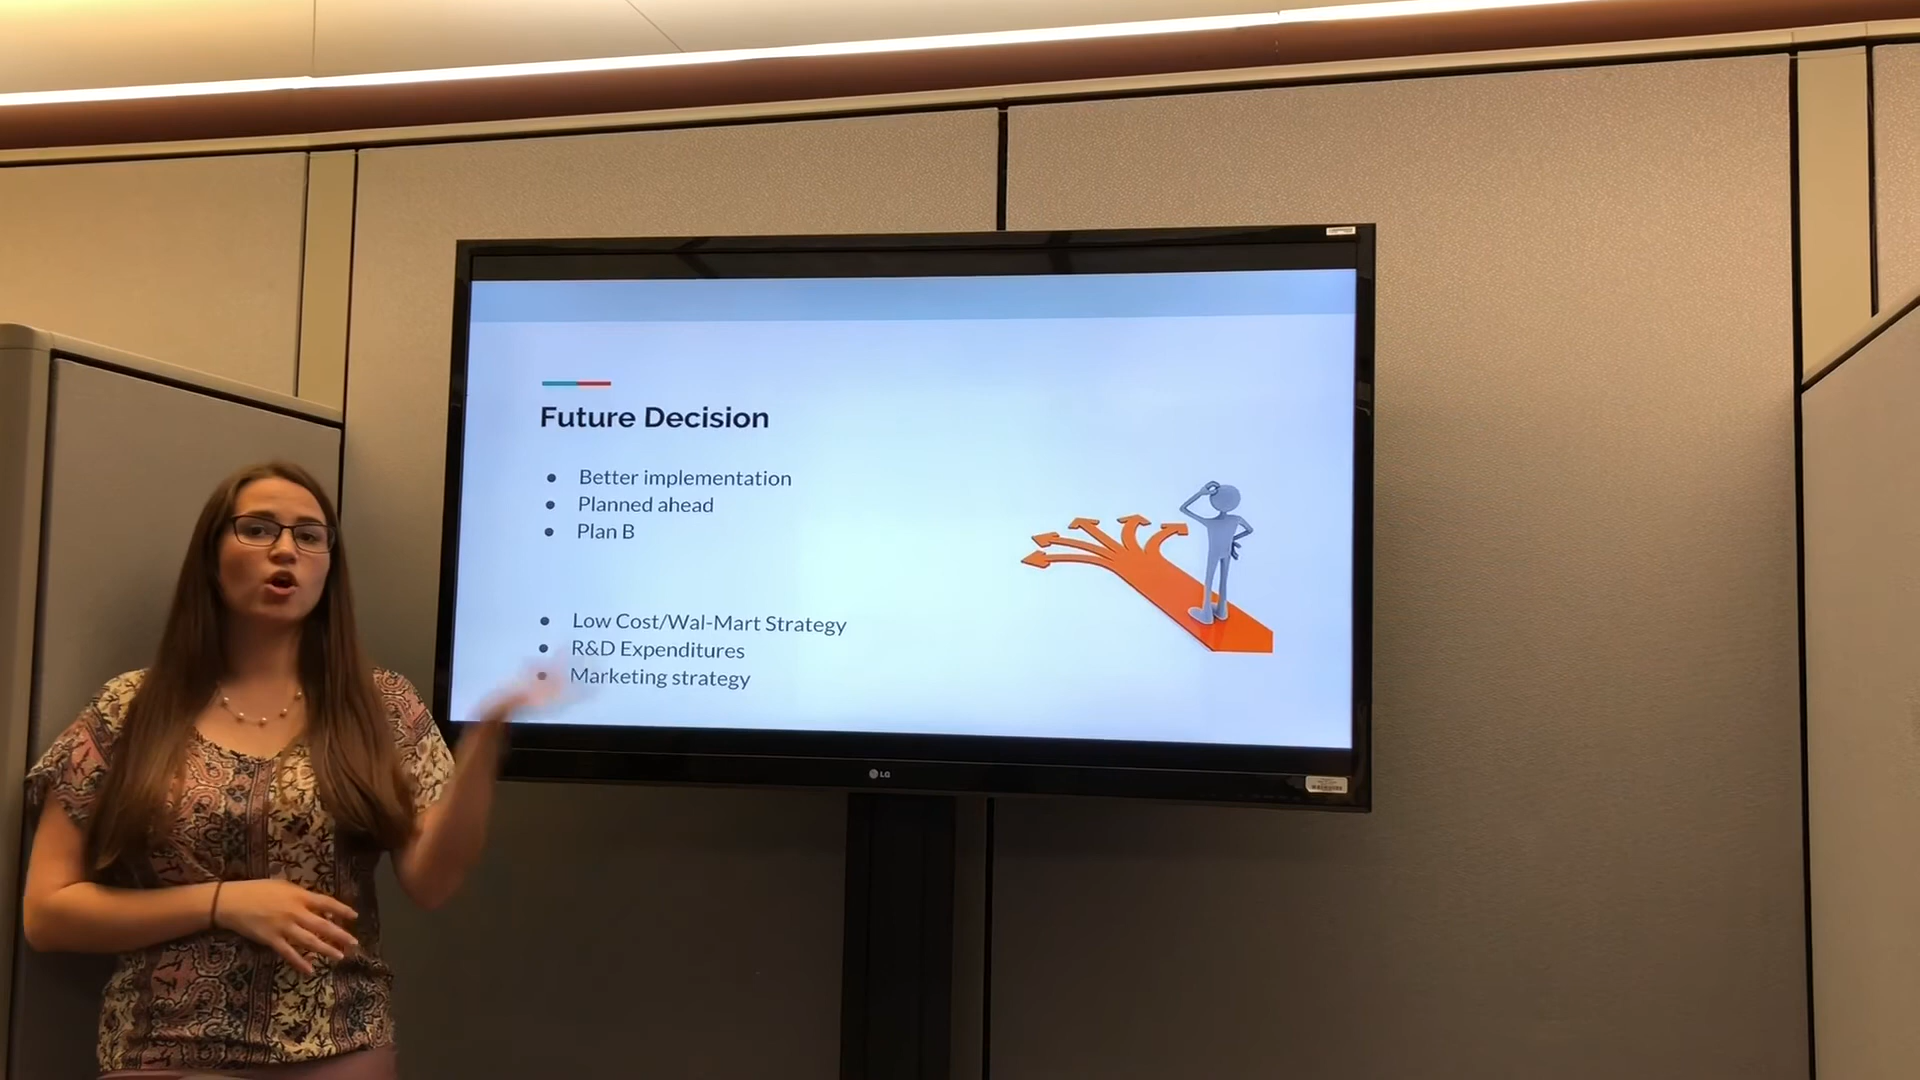 Future Decision
Better implementation
Planned ahead
Plan B
Low Cost/Wal-Mart Strategy
R&D Expenditures
Marketing strategy
LG